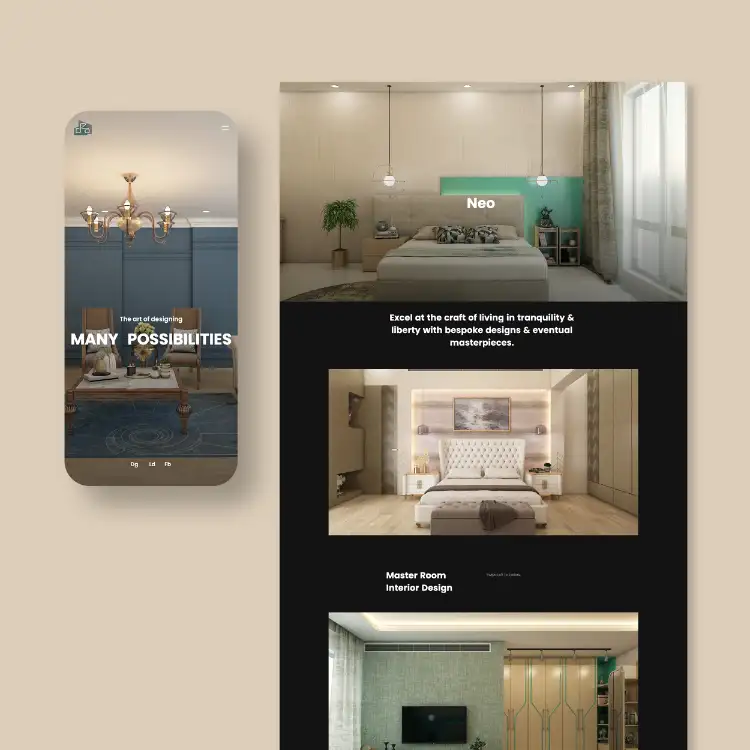 The art of designing
MANY POSSIBILITIES
Dg Ld Fb
Neo
Excel at the craft of living in tranquility &
liberty with bespoke designs & eventual
masterpieces.
Master Room
Interior Design